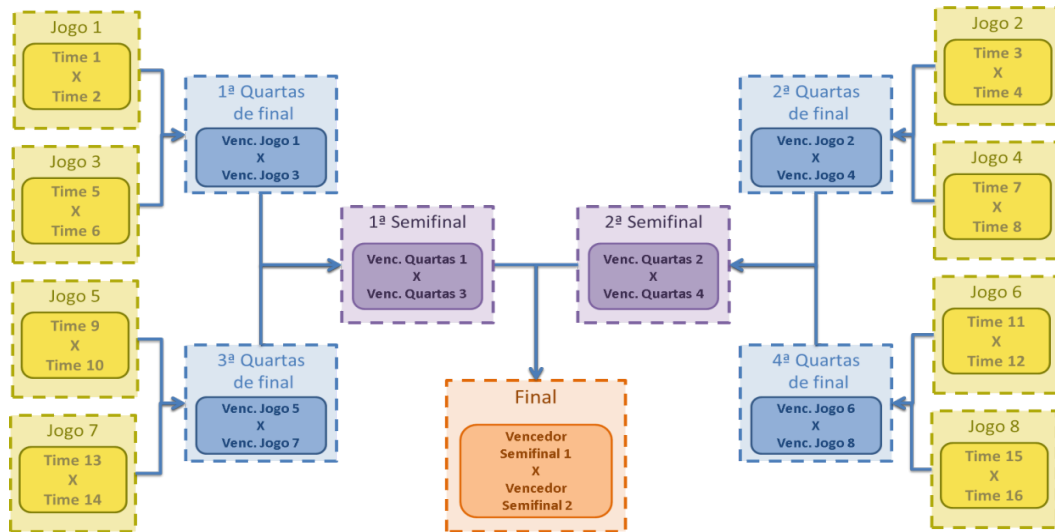 Jogo 1
Time 1
X
Time 2
Jogo 3
Time 5
X
Time 6
Jogo 5
Time 9
X
Time 10
Jogo 7
Time 13
X
Time 14
1ª Quartas
de final
Venc. Jogo 1
X
Venc. Jogo 3
3ª Quartas
de final
Venc. Jogo 5
X
Venc. Jogo 7
1ª Semifinal
Venc. Quartas 1
X
Venc. Quartas 3
2ª Semifinal
Venc. Quartas 2
X
Venc. Quartas 4
Final
Vencedor
Semifinal 1
X
Vencedor
Semifinal 2
2ª Quartas
de final
Venc. Jogo 2
X
Venc. Jogo 4
4ª Quartas
de final
Venc. Jogo 6
X
Venc. Jogo 8
Jogo 2
Time 3
X
Time 4
Jogo 4
Time 7
X
Time 8
Jogo 6
Time 11
X
Time 12
Jogo 8
Time 15
X
Time 16